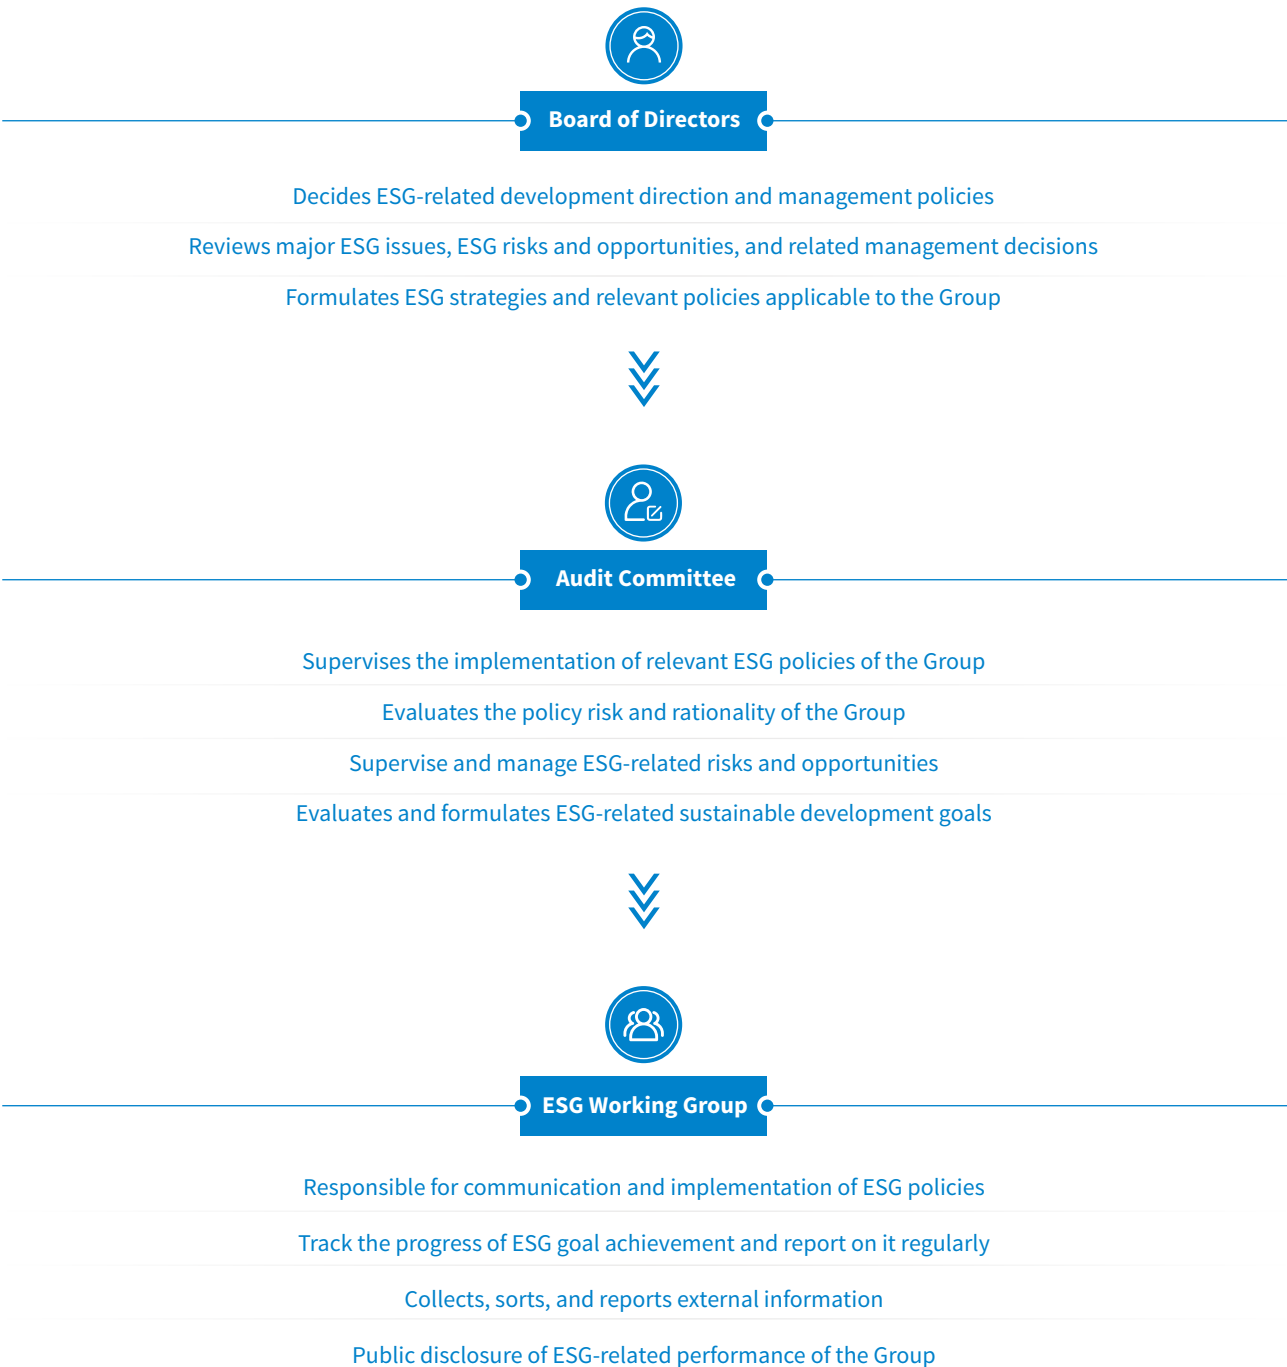 Board of Directors
Decides ESG-related development direction and management policies
Reviews major ESG issues, ESG risks and opportunities, and related management decisions
Formulates ESG strategies and relevant policies applicable to the Group
Audit Committee
Supervises the implementation of relevant ESG policies of the Group
Evaluates the policy risk and rationality of the Group
Supervise and manage ESG-related risks and opportunities
Evaluates and formulates ESG-related sustainable development goals
ESG Working Group
Responsible for communication and implementation of ESG policies
Track the progress of ESG goal achievement and report on it regularly
Collects, sorts, and reports external information
Public disclosure of ESG-related performance of the Group